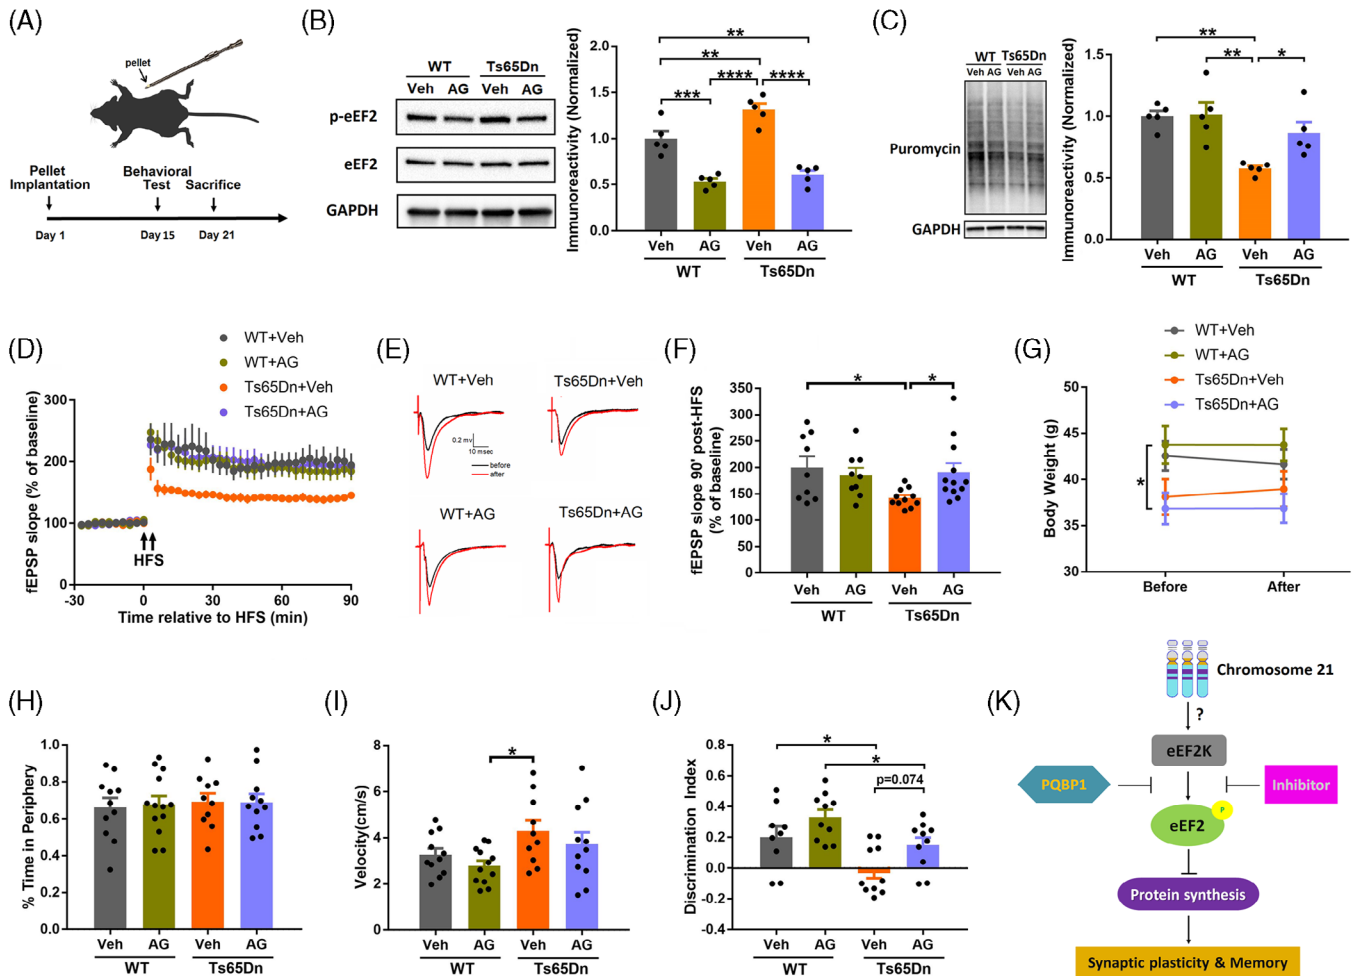 (A)
pellet
Pellet
Implantation
Behavioral
Test
Sacrifice
Day 1
Day 15
Day 21
(B)
WT
Ts65Dn
Veh AG Veh AG
p-eEF2
eEF2
GAPDH
Immunoreactivity (Normalized)
2.0
1.5
1.0
0.5
0.0
**
**
*** **** ****
Veh AG Veh AG
WT Ts65Dn
(C)
WT Ts65Dn
Veh AG Veh AG
Puromycin
GAPDH
Immunoreactivity (Normalized)
1.5
1.0
0.5
0.0
**
** *
Veh AG Veh AG
WT Ts65Dn
(D)
WT+Veh
WT+AG
Ts65Dn+Veh
Ts65Dn+AG
fEPSP slope (% of baseline)
300
200
100
0
HFS
-30 0 30 60 90
Time relative to HFS (min)
(E)
WT+Veh
Ts65Dn+Veh
0.2 mv
10 msec
before
after
WT+AG
Ts65Dn+AG
(F)
fEPSP slope 90' post-HFS
(% of baseline)
350
300
250
200
150
100
50
0
* *
Veh AG Veh AG
WT Ts65Dn
(G)
WT+Veh
WT+AG
Ts65Dn+Veh
Ts65Dn+AG
Body Weight (g)
50
45
40
35
30
*
Before After
(H)
% Time in Periphery
1.0
0.8
0.6
0.4
0.2
0.0
Veh AG Veh AG
WT Ts65Dn
(I)
Velocity(cm/s)
8
6
4
2
0
*
Veh AG Veh AG
WT Ts65Dn
(J)
Discrimination Index
0.8
0.6
0.4
0.2
0.0
-0.2
-0.4
*
*
p=0.074
Veh AG Veh AG
WT Ts65Dn
(K)
Chromosome 21
?
eEF2K
PQBP1
Inhibitor
P
eEF2
Protein synthesis
Synaptic plasticity & Memory